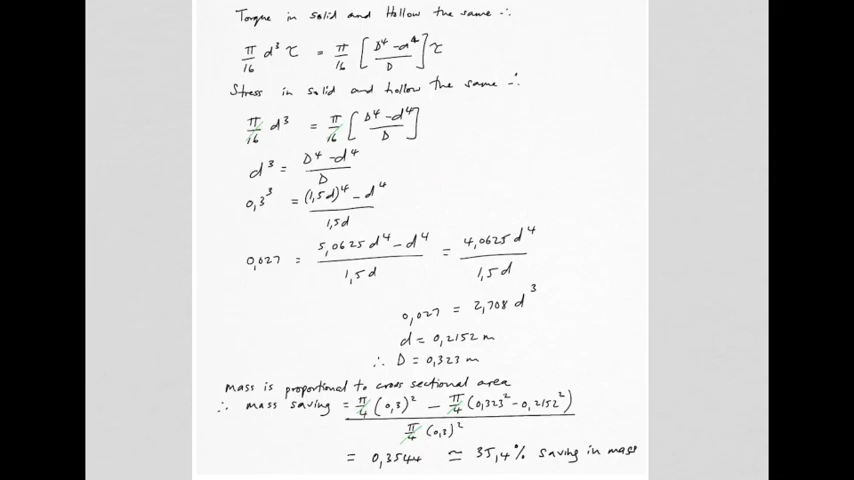 Torque in solid and Hollow the same ∴
π/16 d³ τ = π/16 [ (D⁴ - d⁴)/D ] τ
Stress in solid and hollow the same ∴
π/16 d³ = π/16 [ (D⁴ - d⁴)/D ]
d³ = (D⁴ - d⁴)/D
0,3³ = ((1,5d)⁴ - d⁴)/1,5d
0,027 = (5,0625 d⁴ - d⁴)/1,5d = 4,0625 d⁴/1,5d
0,027 = 2,708 d³
d = 0,2152 m
∴ D = 0,323 m
Mass is proportional to cross sectional area
∴ mass saving = (π/4 (0,3)² - π/4 (0,323² - 0,2152²))/(π/4 (0,3)²)
= 0,3544 ≃ 35,4% saving in mass